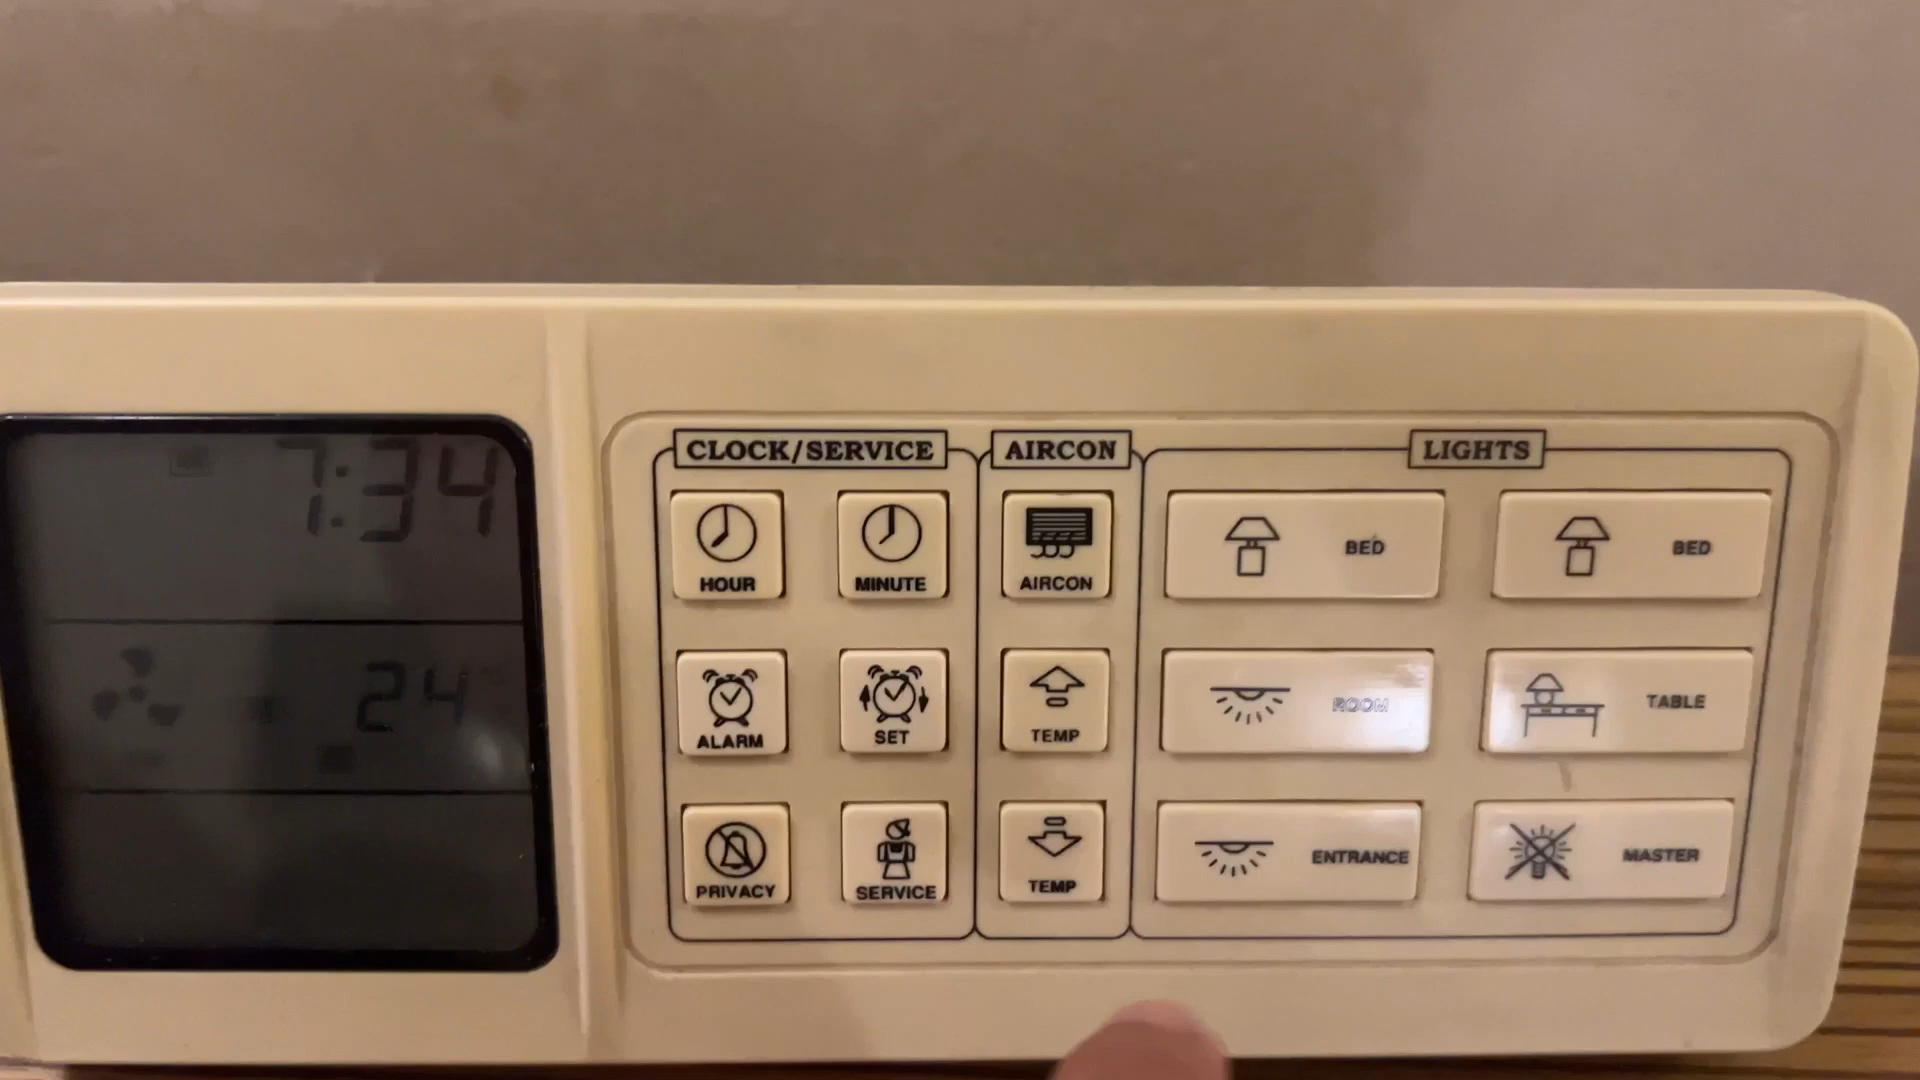 7:34
24
CLOCK/SERVICE
AIRCON
LIGHTS
HOUR
MINUTE
AIRCON
BED
BED
ALARM
SET
TEMP
ROOM
TABLE
PRIVACY
SERVICE
TEMP
ENTRANCE
MASTER